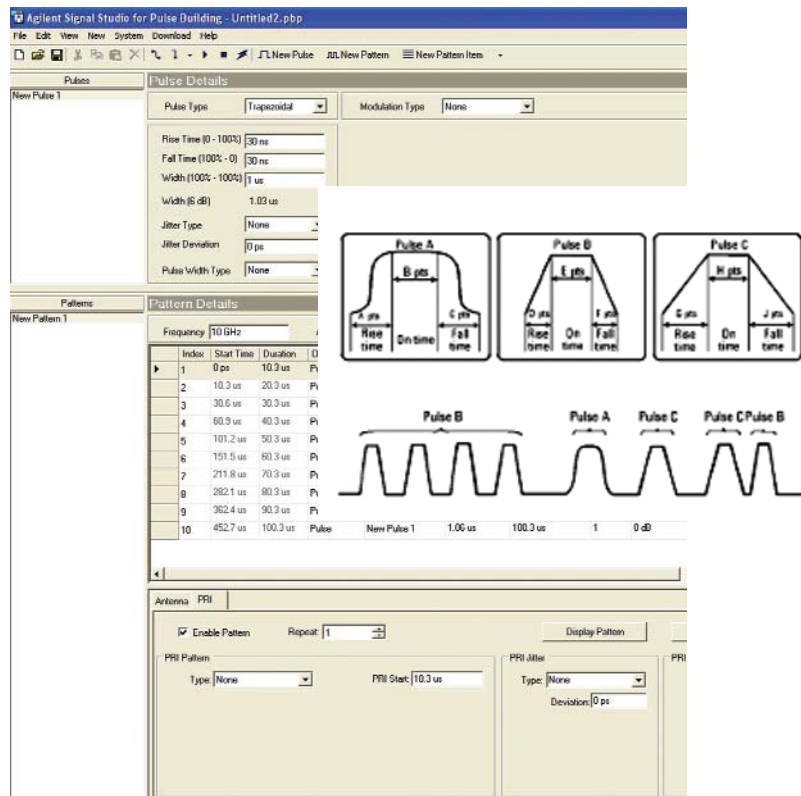 Agilent Signal Studio for Pulse Building - Untitled2.pbp
File Edit View New System Download Help
New Pulse New Pattern New Pattern Item
Pulses
New Pulse 1
Pulse Details
Pulse Type Trapezoidal Modulation Type None
Rise Time (0 - 100%) 30 ns
Fall Time (100% - 0) 30 ns
Width (100% - 100%) 1 us
Width (6 dB) 1.03 us
Jitter Type None
Jitter Deviation 0 ps
Pulse Width Type None
Pulse A
B pts
A pts C pts
Rise time On time Fall time
Pulse B
E pts
D pts F pts
Rise time On time Fall time
Pulse C
H pts
G pts J pts
Rise time On time Fall time
Pulse B Pulse A Pulse C Pulse C Pulse B
Patterns
New Pattern 1
Pattern Details
Frequency 10 GHz
Index Start Time Duration
1 0 ps 10.3 us
2 10.3 us 20.3 us
3 30.6 us 30.3 us
4 60.9 us 40.3 us
5 101.2 us 50.3 us
6 151.5 us 60.3 us
7 211.8 us 70.3 us
8 282.1 us 80.3 us
9 362.4 us 90.3 us
10 452.7 us 100.3 us Pulse New Pulse 1 1.06 us 100.3 us 1 0 dB
Antenna PRI
Enable Pattern Repeat: 1 Display Pattern
PRI Pattern
Type: None PRI Start: 10.3 us
PRI Jitter
Type: None
Deviation: 0 ps
PRI